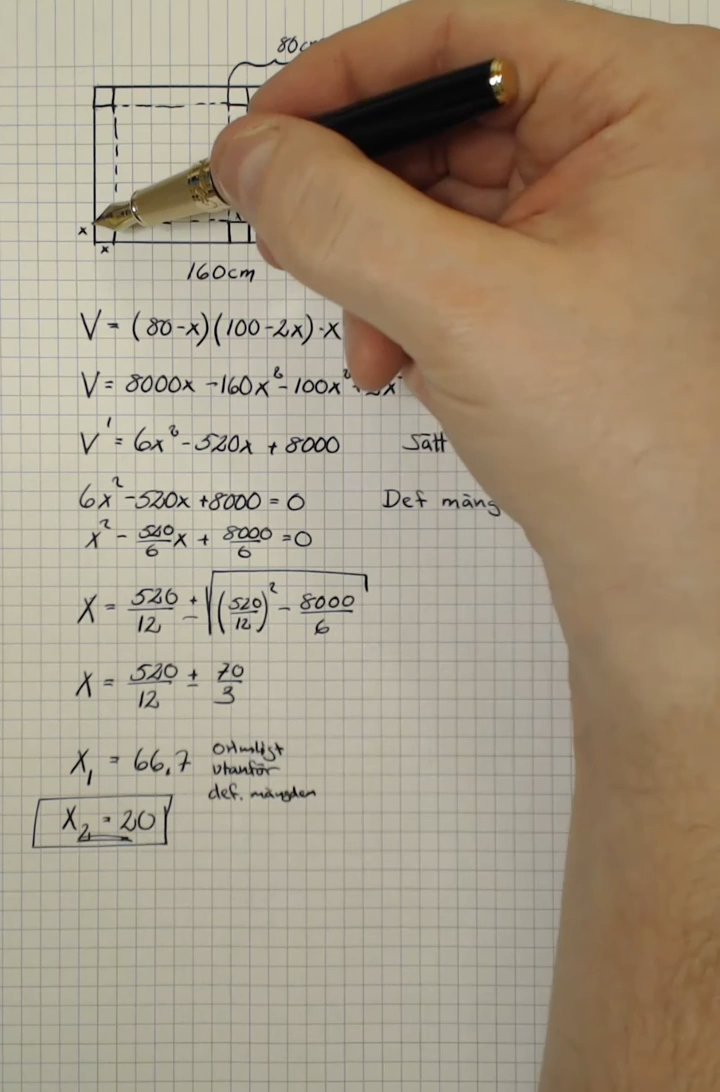 80cm
x
x
160cm
V = (80-x)(100-2x)·x
V = 8000x -160x² -100x²
V' = 6x² -520x + 8000 Sätt
6x² -520x +8000 = 0 Def mäng
x² - 520/6 x + 8000/6 = 0
X = 520/12 ± √((520/12)² - 8000/6)
X = 520/12 ± 70/3
X₁ = 66,7 Orimligt
utanför
def. mängden
X₂ = 20